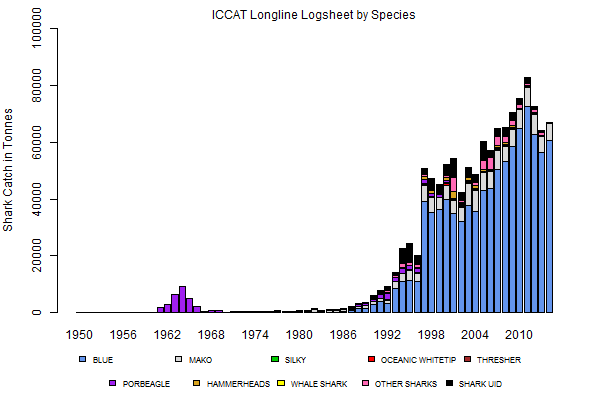 ICCAT Longline Logsheet by Species
Shark Catch in Tonnes
100000
80000
60000
40000
20000
0
1950 1956 1962 1968 1974 1980 1986 1992 1998 2004 2010
BLUE MAKO SILKY OCEANIC WHITETIP THRESHER
PORBEAGLE HAMMERHEADS WHALE SHARK OTHER SHARKS SHARK UID